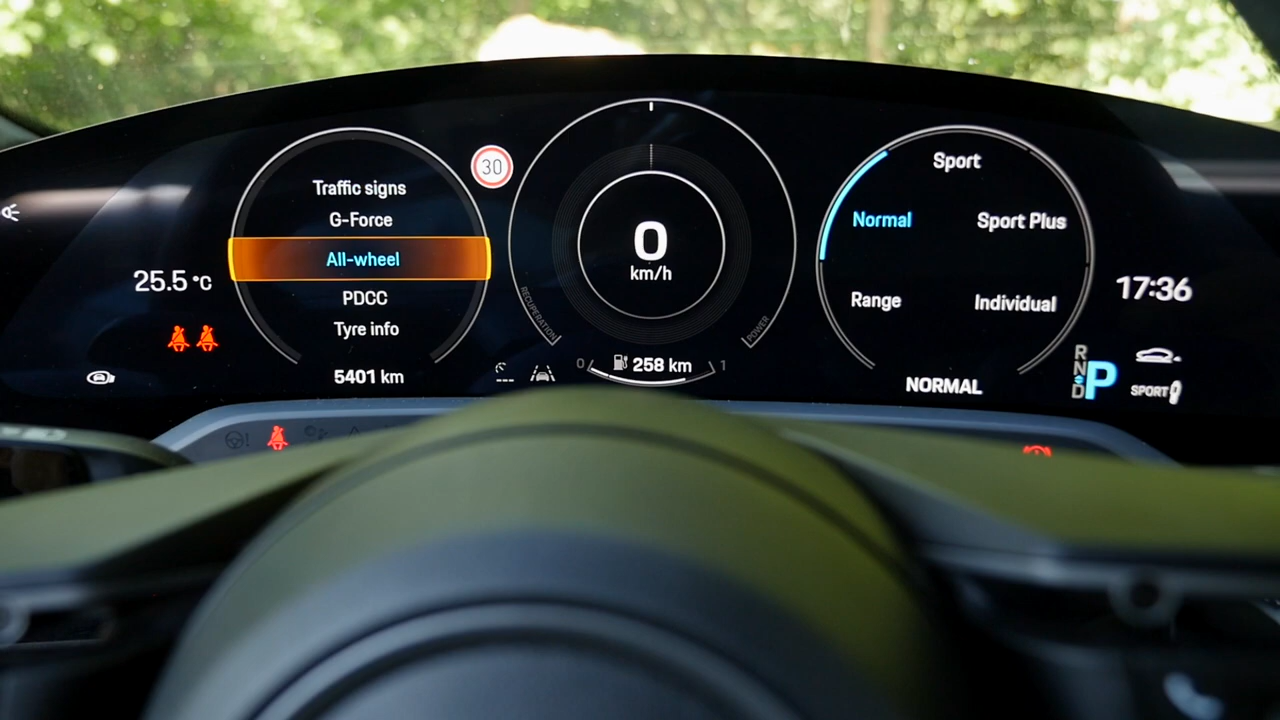 Traffic signs
G-Force
All-wheel
PDCC
Tyre info
5401 km
25.5 °C
30
0
km/h
RECUPERATION
POWER
0
258 km
1
Sport
Normal
Sport Plus
Range
Individual
NORMAL
17:36
R
N
D
P
SPORT